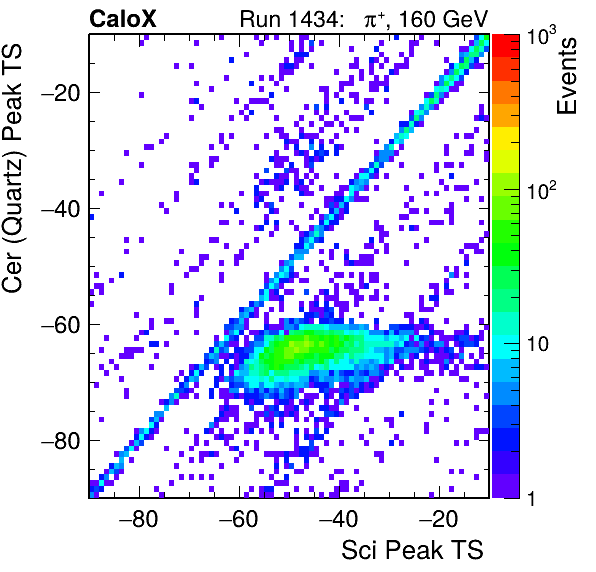 CaloX Run 1434: π⁺, 160 GeV
Cer (Quartz) Peak TS
−20
−40
−60
−80
−80 −60 −40 −20
Sci Peak TS
10³
10²
10
1
Events